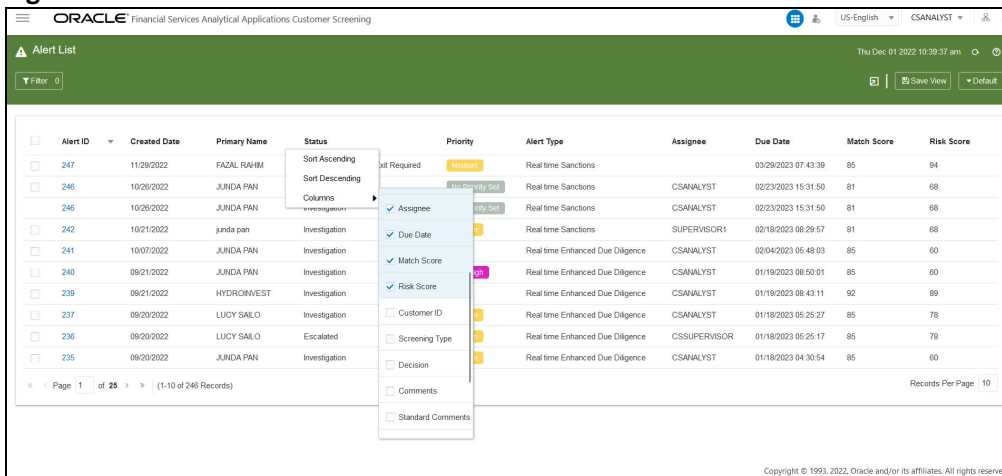 ORACLE Financial Services Analytical Applications Customer Screening US-English CSANALYST
Alert List Thu Dec 01 2022 10:39:37 am
Filter 0 Save View Default
Alert ID Created Date Primary Name Status Priority Alert Type Assignee Due Date Match Score Risk Score
247 11/29/2022 FAZAL RAHIM Sort Ascending Required Medium Real time Sanctions 03/29/2023 07:43:39 85 94
Sort Descending
246 10/26/2022 JUNDA PAN No Priority Set Real time Sanctions CSANALYST 02/23/2023 15:31:50 81 68
Columns
246 10/26/2022 JUNDA PAN Investigation Assignee Set Real time Sanctions CSANALYST 02/23/2023 15:31:50 81 68
242 10/21/2022 junda pan Investigation Due Date Real time Sanctions SUPERVISOR1 02/18/2023 08:29:57 81 68
241 10/07/2022 JUNDA PAN Investigation Match Score Real time Enhanced Due Diligence CSANALYST 02/04/2023 05:48:03 85 60
240 09/21/2022 JUNDA PAN Investigation Real time Enhanced Due Diligence CSANALYST 01/19/2023 08:50:01 85 60
239 09/21/2022 HYDROINVEST Investigation Risk Score Real time Enhanced Due Diligence CSANALYST 01/19/2023 08:43:11 92 89
237 09/20/2022 LUCY SAILO Investigation Customer ID Real time Enhanced Due Diligence CSANALYST 01/18/2023 05:25:27 85 78
236 09/20/2022 LUCY SAILO Escalated Screening Type Real time Enhanced Due Diligence CSSUPERVISOR 01/18/2023 05:25:17 85 78
235 09/20/2022 JUNDA PAN Investigation Decision Real time Enhanced Due Diligence CSANALYST 01/18/2023 04:30:54 85 60
Page 1 of 25 (1-10 of 246 Records) Comments Records Per Page 10
Standard Comments
Copyright © 1993, 2022, Oracle and/or its affiliates. All rights reserve